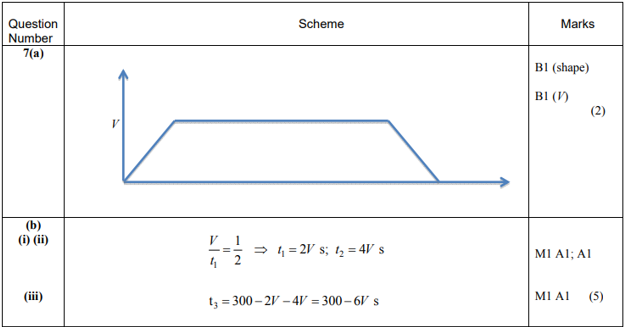 Question Number Scheme Marks
7(a)
B1 (shape)
V
B1 (V)
(2)
(b)
(i) (ii)
V/t₁ = 1/2 ⇒ t₁ = 2V s; t₂ = 4V s
M1 A1; A1
(iii)
t₃ = 300 − 2V − 4V = 300 − 6V s
M1 A1 (5)